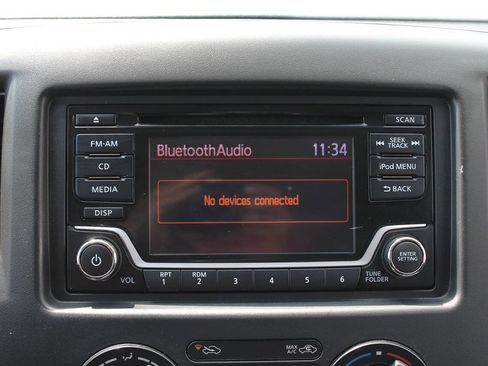 SCAN
FM·AM
CD
MEDIA
DISP
BluetoothAudio 11:34
No devices connected
SEEK
TRACK
iPod MENU
BACK
ENTER
SETTING
VOL
RPT
1
RDM
2
3
4
5
6
TUNE
FOLDER
MAX
A/C